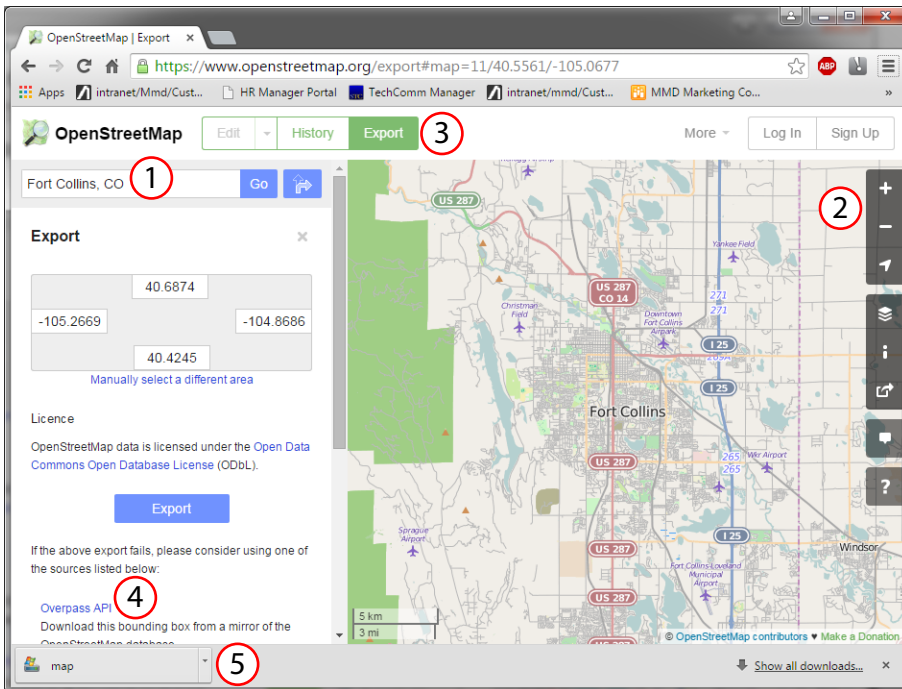 OpenStreetMap | Export
https://www.openstreetmap.org/export#map=11/40.5561/-105.0677
ABP
Apps intranet/Mmd/Cust... HR Manager Portal STC TechComm Manager intranet/mmd/Cust... MMD Marketing Co... »
OpenStreetMap Edit History Export 3 More Log In Sign Up
Fort Collins, CO 1 Go
2
Export
40.6874
-105.2669 -104.8686
40.4245
Manually select a different area
Licence
OpenStreetMap data is licensed under the Open Data
Commons Open Database License (ODbL).
Export
If the above export fails, please consider using one of
the sources listed below:
Overpass API 4
Download this bounding box from a mirror of the
OpenStreetMap database
US 287
Yankee Field
US 287
CO 14
271
271
Christman
Field
Downtown
Fort Collins
Airpark
I 25
269A
I 25
Fort Collins
US 287
265
265
Wkr Airport
Sprague
Airport
I 25
US 287
Windsor
Fort Collins-Loveland
Municipal
Airport
US 287
5 km
3 mi
© OpenStreetMap contributors ♥ Make a Donation
map 5 Show all downloads...